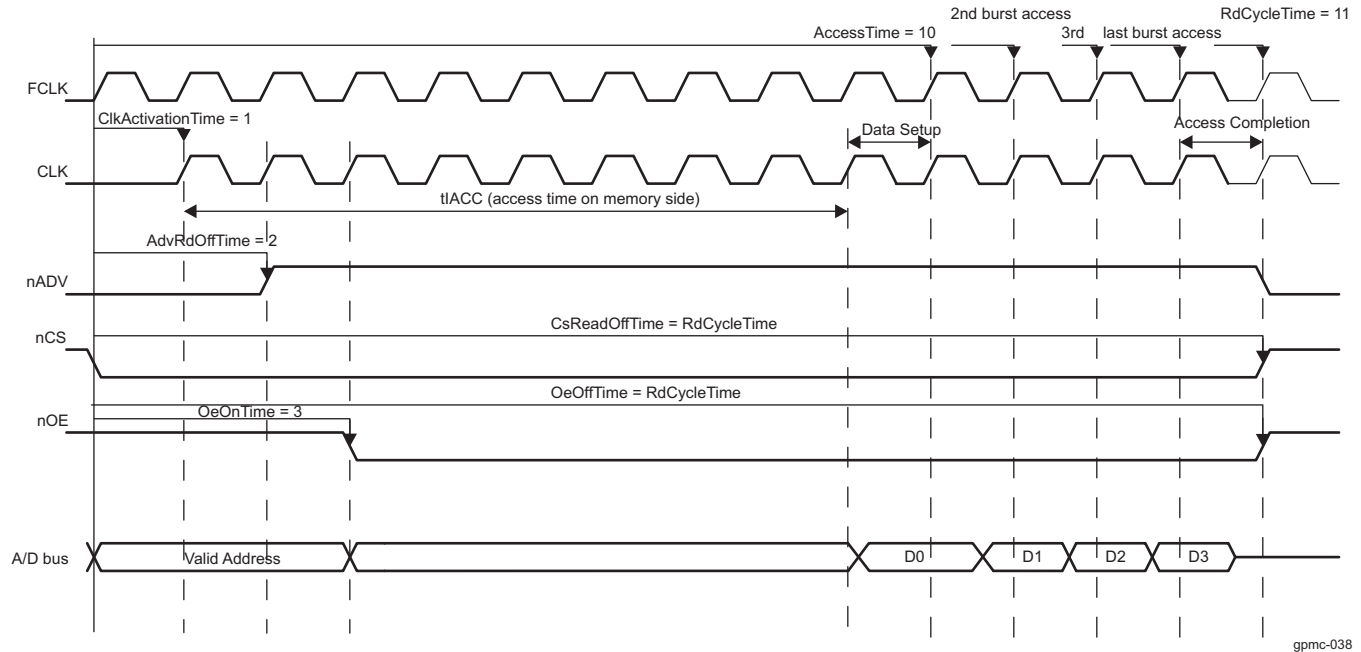 2nd burst access
RdCycleTime = 11
AccessTime = 10
3rd
last burst access
FCLK
ClkActivationTime = 1
Data Setup
Access Completion
CLK
tIACC (access time on memory side)
AdvRdOffTime = 2
nADV
CsReadOffTime = RdCycleTime
nCS
OeOffTime = RdCycleTime
OeOnTime = 3
nOE
A/D bus
Valid Address
D0
D1
D2
D3
gpmc-038